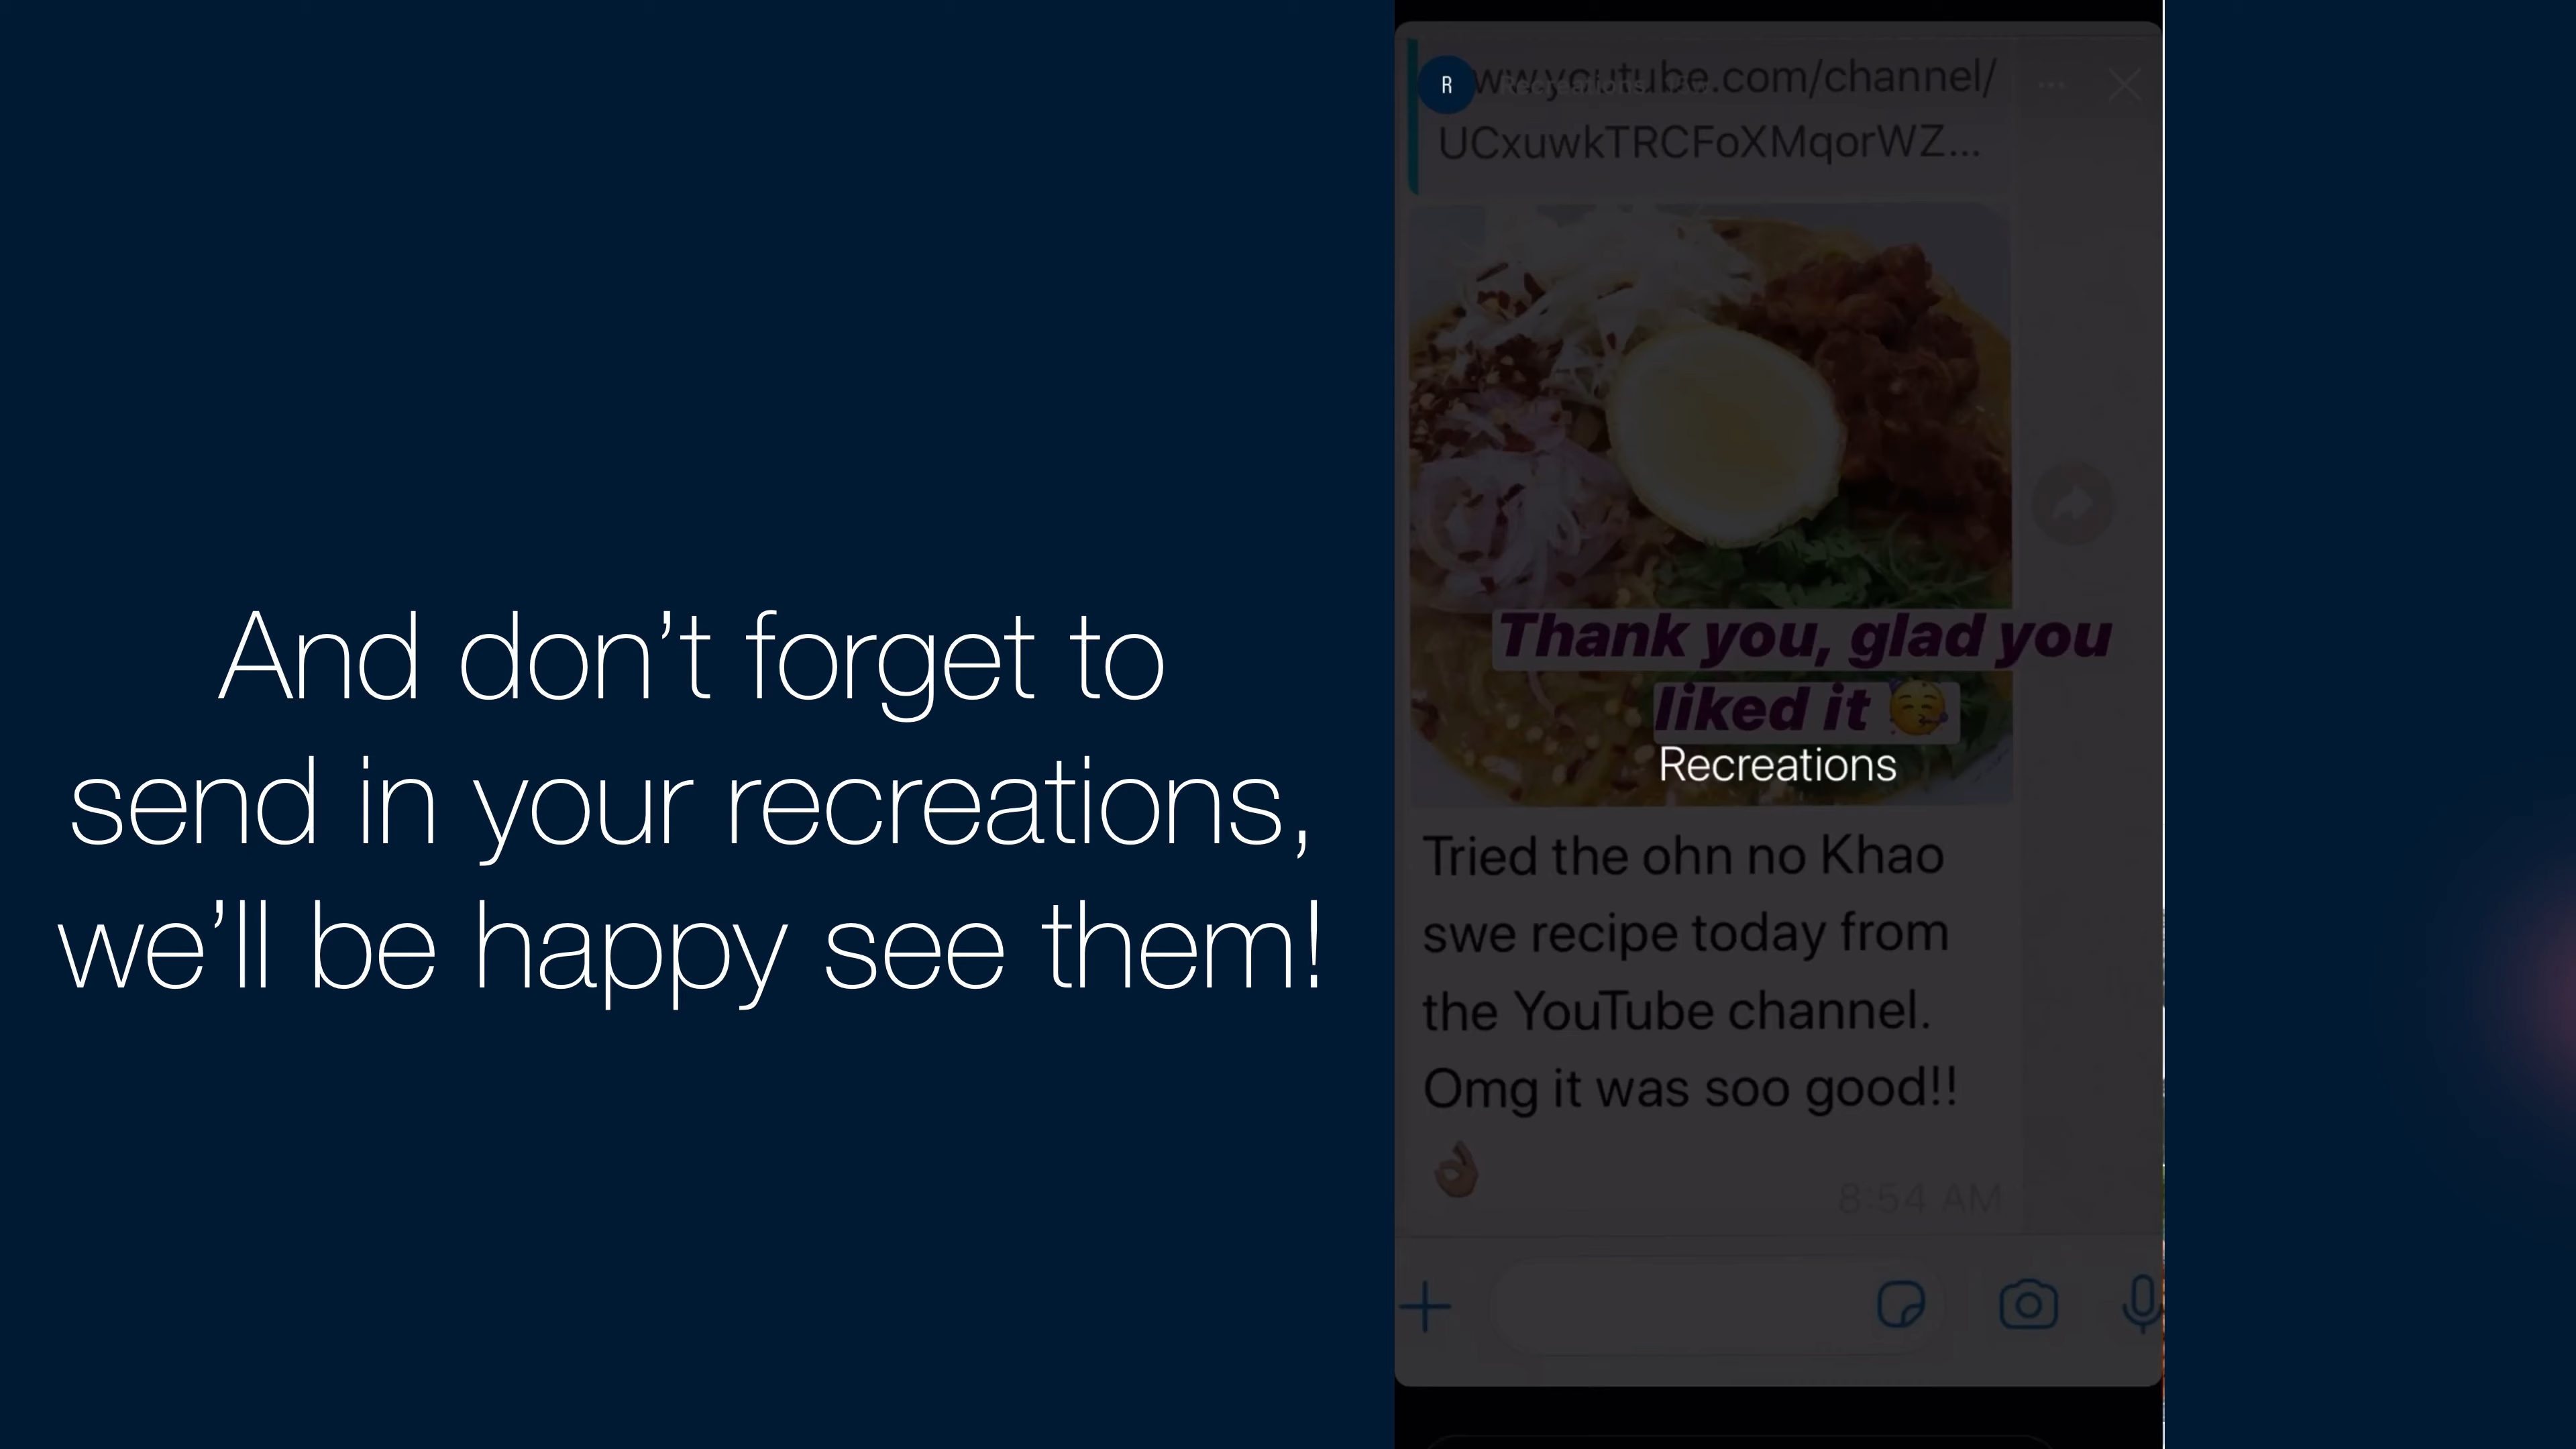 And don’t forget to
send in your recreations,
we’ll be happy see them!
R
ww.youtube.com/channel/
UCxuwkTRCFoXMqorWZ...
Thank you, glad you
liked it 🥳
Recreations
Tried the ohn no Khao
swe recipe today from
the YouTube channel.
Omg it was soo good!!
👌🏽
8:54 AM